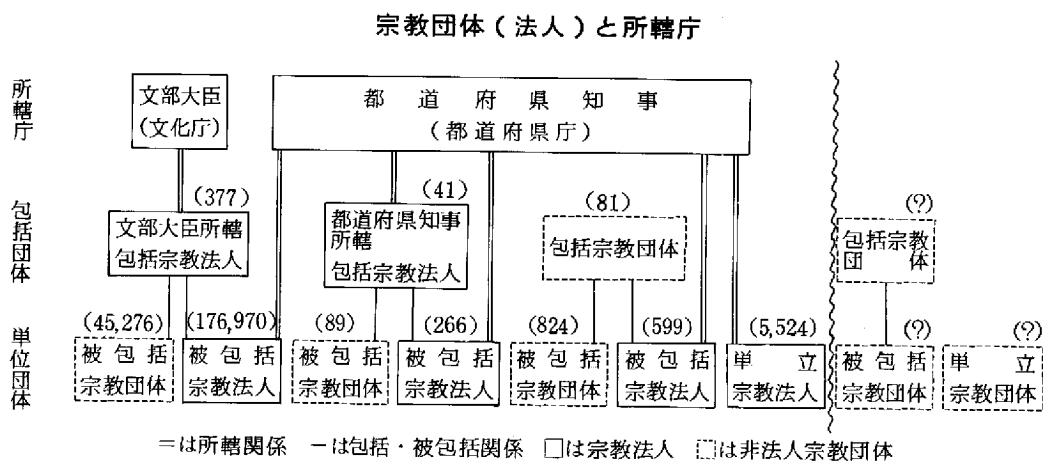 宗教団体(法人)と所轄庁
所轄庁
文部大臣
(文化庁)
都道府県知事
(都道府県庁)
包括団体
(377)
文部大臣所轄
包括宗教法人
(41)
都道府県知事
所轄
包括宗教法人
(81)
包括宗教団体
(?)
包括宗教
団体
単位団体
(45,276)
被包括
宗教団体
(176,970)
被包括
宗教法人
(89)
被包括
宗教団体
(266)
被包括
宗教法人
(824)
被包括
宗教団体
(599)
被包括
宗教法人
(5,524)
単立
宗教法人
(?)
被包括
宗教団体
(?)
単立
宗教団体
=は所轄関係 −は包括・被包括関係 □は宗教法人 □は非法人宗教団体